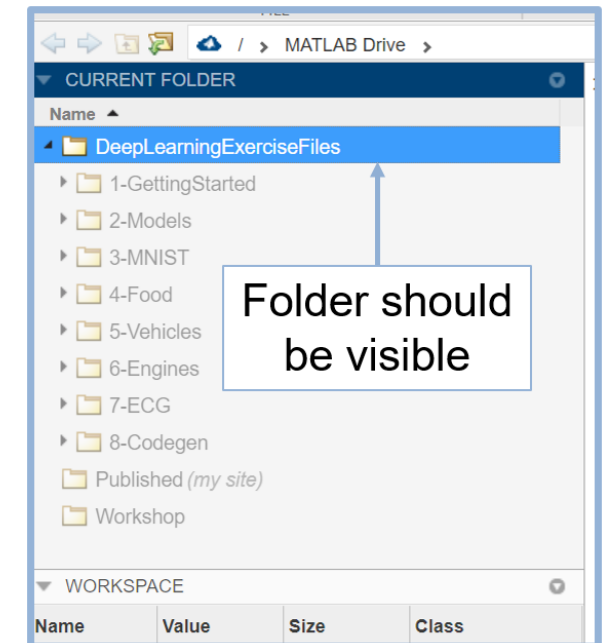 / > MATLAB Drive >
CURRENT FOLDER
Name
DeepLearningExerciseFiles
1-GettingStarted
2-Models
3-MNIST
4-Food
5-Vehicles
6-Engines
7-ECG
8-Codegen
Published (my site)
Workshop
Folder should
be visible
WORKSPACE
Name Value Size Class